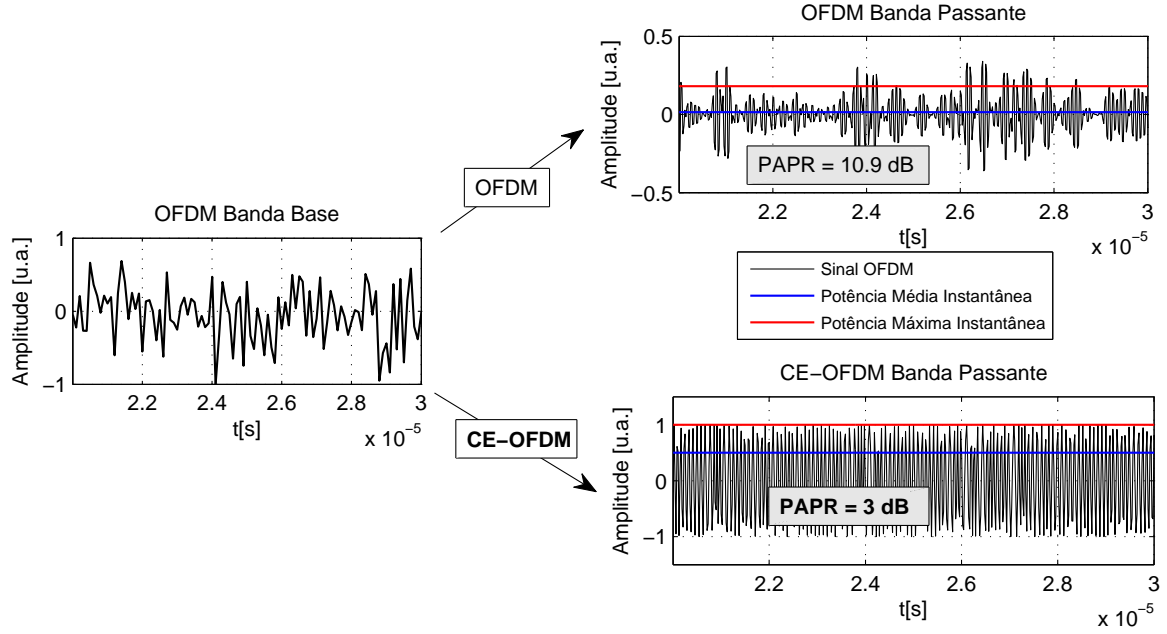 OFDM Banda Passante
0.5
0
−0.5
Amplitude [u.a.]
PAPR = 10.9 dB
2.2 2.4 2.6 2.8 3
t[s]
x 10⁻⁵
OFDM
OFDM Banda Base
1
0
−1
Amplitude [u.a.]
2.2 2.4 2.6 2.8 3
t[s]
x 10⁻⁵
Sinal OFDM
Potência Média Instantânea
Potência Máxima Instantânea
CE−OFDM
CE−OFDM Banda Passante
1
0
−1
Amplitude [u.a.]
PAPR = 3 dB
2.2 2.4 2.6 2.8 3
t[s]
x 10⁻⁵